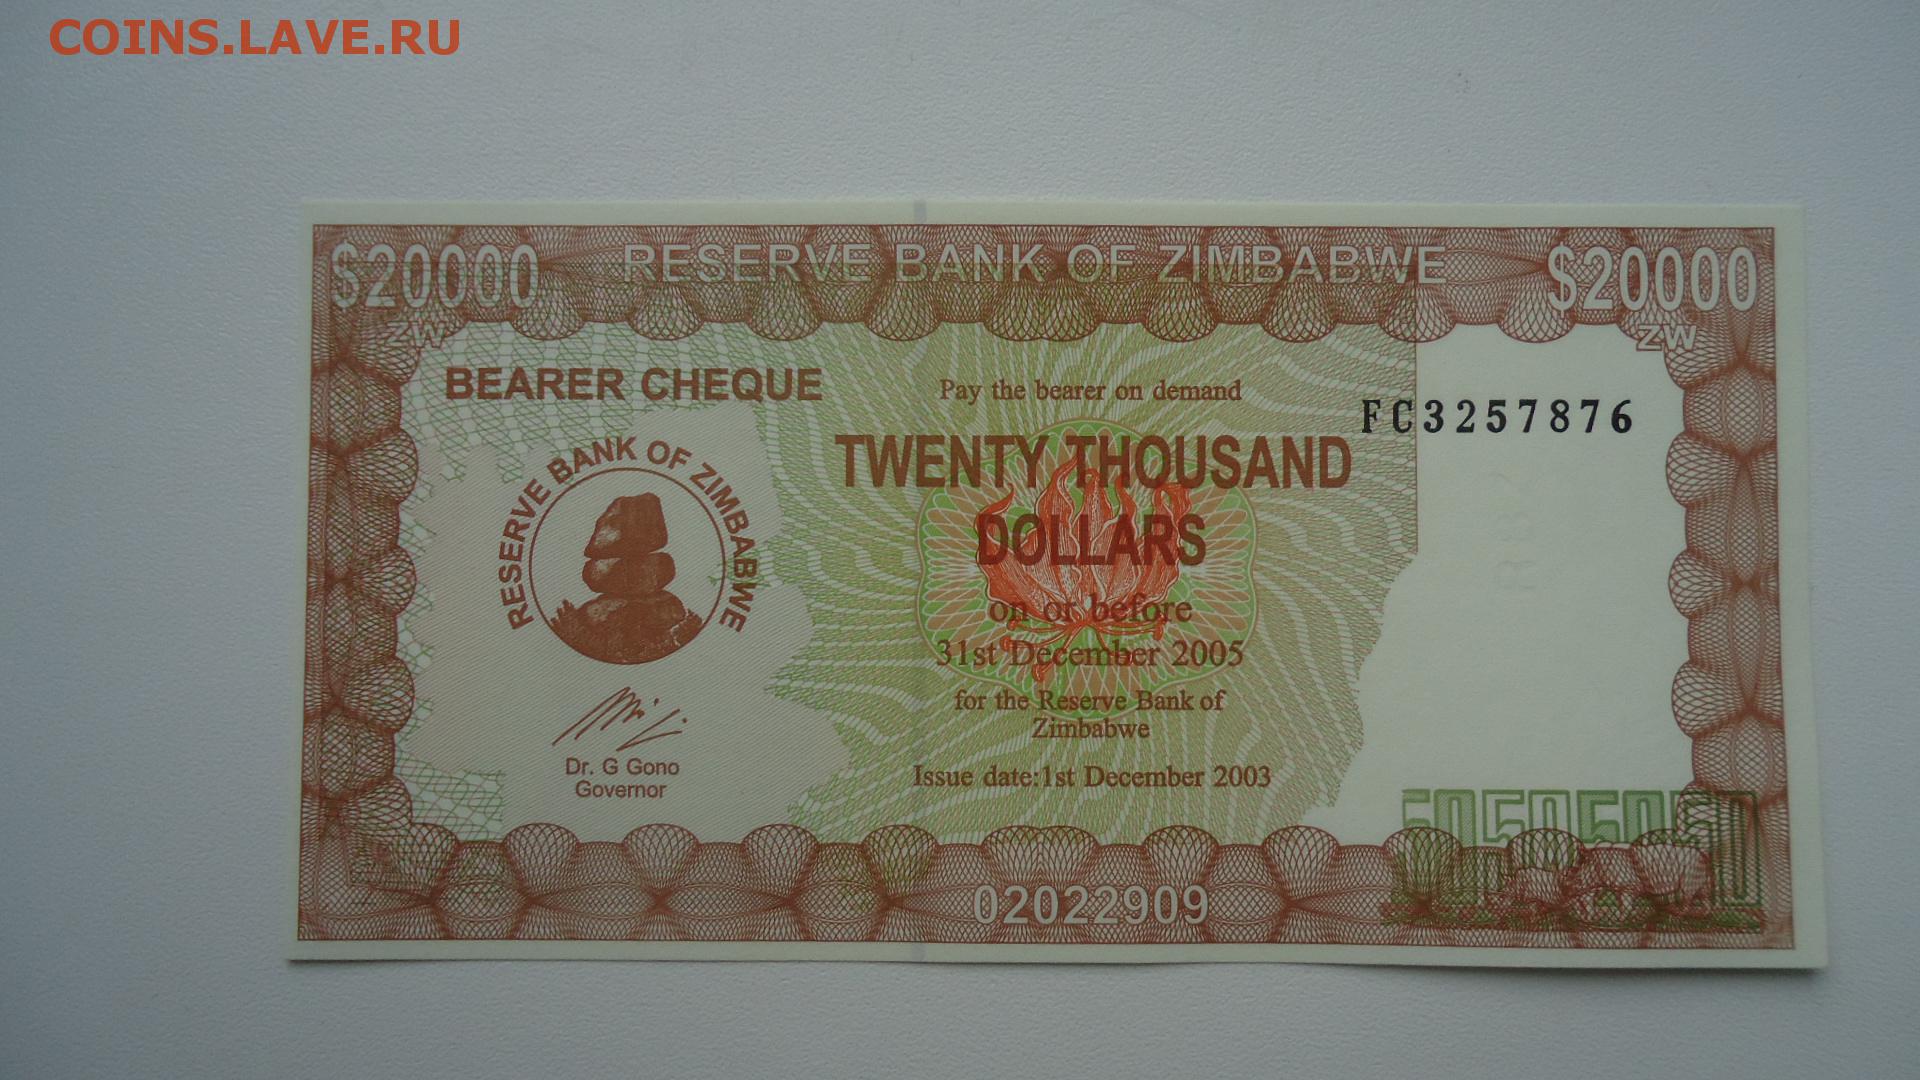 COINS.LAVE.RU
$20000 RESERVE BANK OF ZIMBABWE $20000
ZW ZW
BEARER CHEQUE
Pay the bearer on demand
FC3257876
TWENTY THOUSAND
DOLLARS
RESERVE BANK OF ZIMBABWE
on or before
31st December 2005
for the Reserve Bank of
Zimbabwe
Dr. G Gono
Governor
Issue date:1st December 2003
50505050
02022909